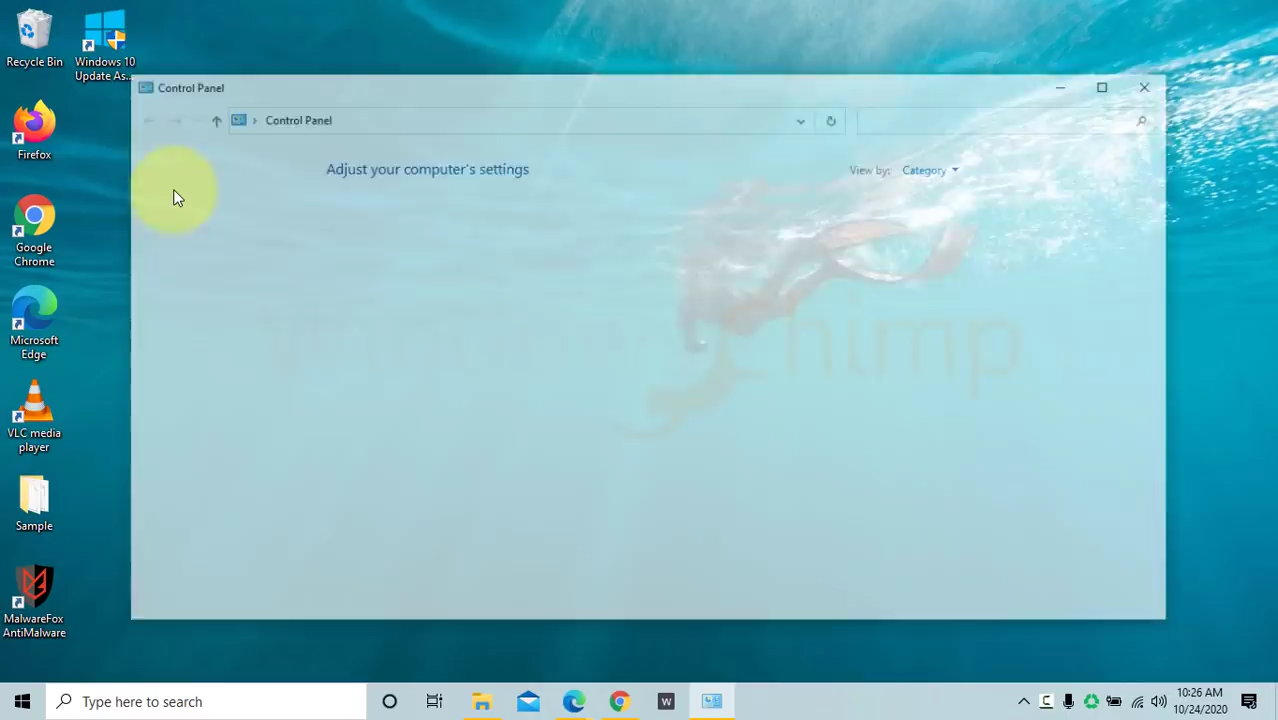 Recycle Bin
Windows 10
Update As...
Firefox
Google
Chrome
Microsoft
Edge
VLC media
player
Sample
MalwareFox
AntiMalware
Control Panel
Control Panel
Adjust your computer's settings
View by: Category
himp
Type here to search
W
C
10:26 AM
10/24/2020